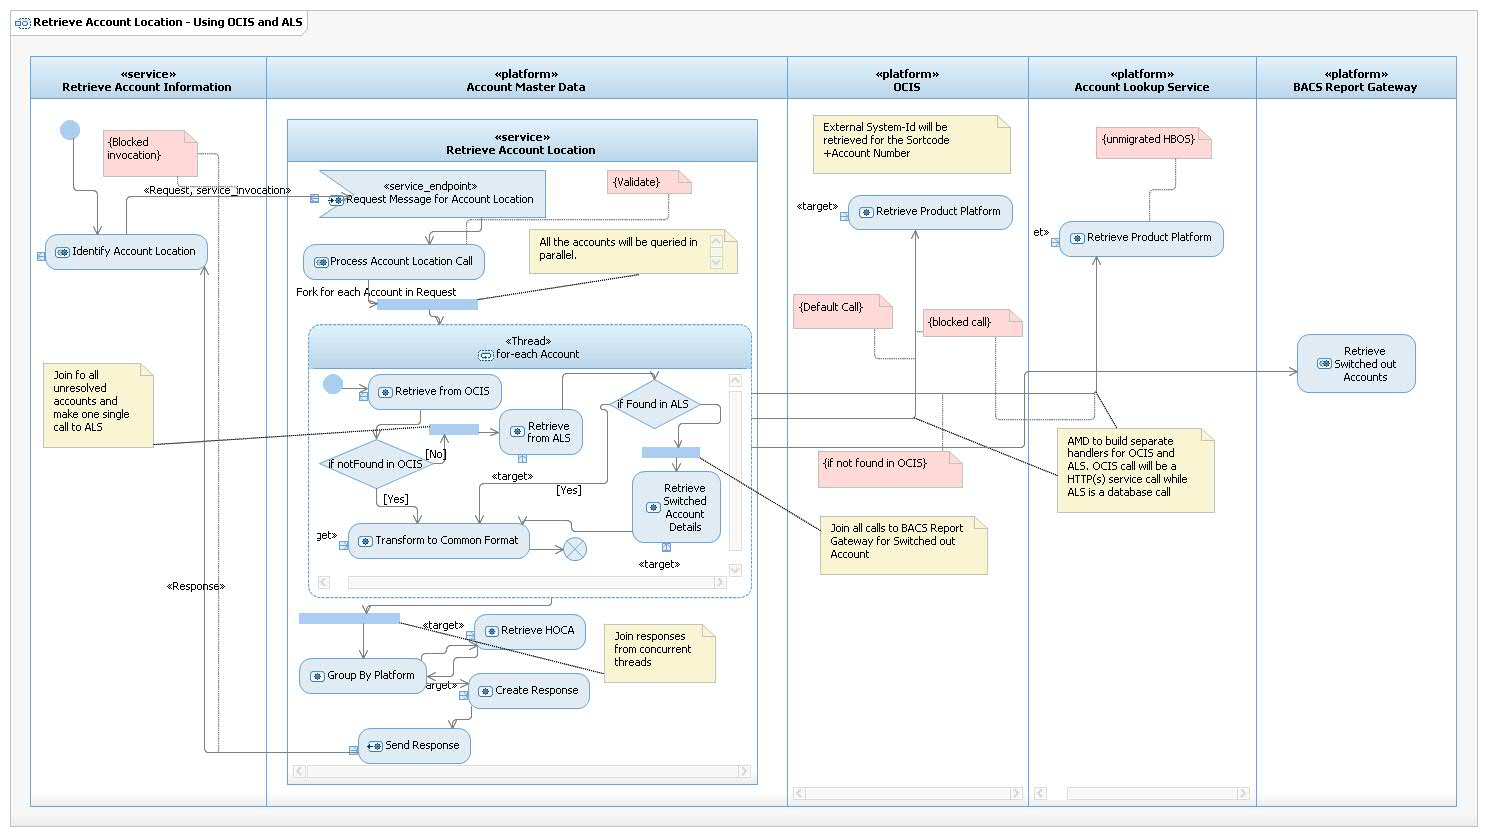 Retrieve Account Location - Using OCIS and ALS
«service»
Retrieve Account Information
«platform»
Account Master Data
«platform»
OCIS
«platform»
Account Lookup Service
«platform»
BACS Report Gateway
{Blocked
invocation}
«Request, service_invocation»
Identify Account Location
Join fo all
unresolved
accounts and
make one single
call to ALS
«Response»
«service»
Retrieve Account Location
«service_endpoint»
Request Message for Account Location
{Validate}
Process Account Location Call
All the accounts will be queried in
parallel.
Fork for each Account in Request
«Thread»
for-each Account
Retrieve from OCIS
if Found in ALS
Retrieve
from ALS
if notFound in OCIS
[No]
[Yes]
«target»
[Yes]
Retrieve
Switched
Account
Details
get»
Transform to Common Format
«target»
«target»
Retrieve HOCA
Join responses
from concurrent
threads
Group By Platform
arget»
Create Response
Send Response
External System-Id will be
retrieved for the Sortcode
+Account Number
«target»
Retrieve Product Platform
{Default Call}
{blocked call}
{if not found in OCIS}
Join all calls to BACS Report
Gateway for Switched out
Account
{unmigrated HBOS}
et»
Retrieve Product Platform
AMD to build separate
handlers for OCIS and
ALS. OCIS call will be a
HTTP(s) service call while
ALS is a database call
Retrieve
Switched out
Accounts